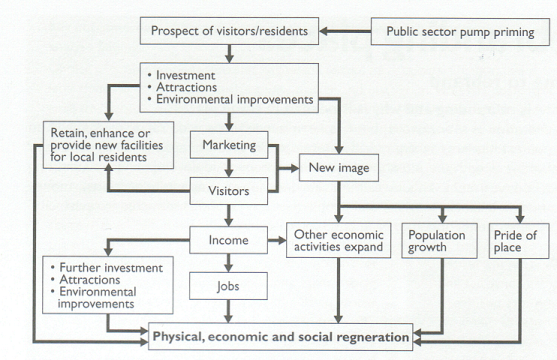 Prospect of visitors/residents
Public sector pump priming
• Investment
• Attractions
• Environmental improvements
Retain, enhance or
provide new facilities
for local residents
Marketing
New image
Visitors
Income
Other economic
activities expand
Population
growth
Pride of
place
• Further investment
• Attractions
• Environmental
improvements
Jobs
Physical, economic and social regneration